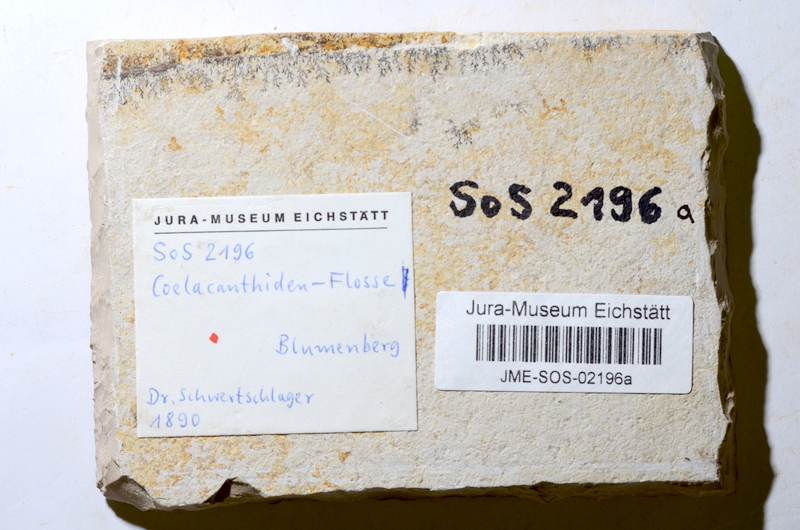 JURA-MUSEUM EICHSTÄTT
SoS 2196
Coelacanthiden-Flosse
Blumenberg
Dr. Schwertschlager
1890
SoS 2196 a
Jura-Museum Eichstätt
JME-SOS-02196a